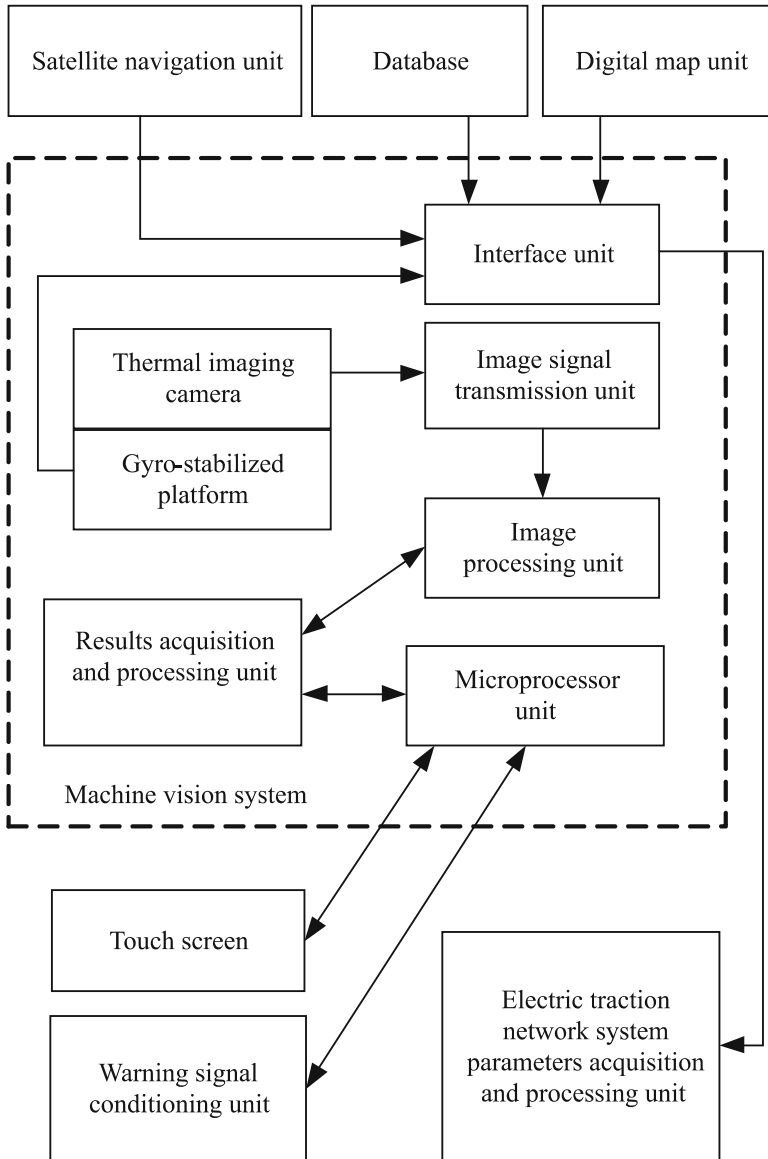 Satellite navigation unit
Database
Digital map unit
Interface unit
Thermal imaging
camera
Image signal
transmission unit
Gyro-stabilized
platform
Image
processing unit
Results acquisition
and processing unit
Microprocessor
unit
Machine vision system
Touch screen
Electric traction
network system
parameters acquisition
and processing unit
Warning signal
conditioning unit